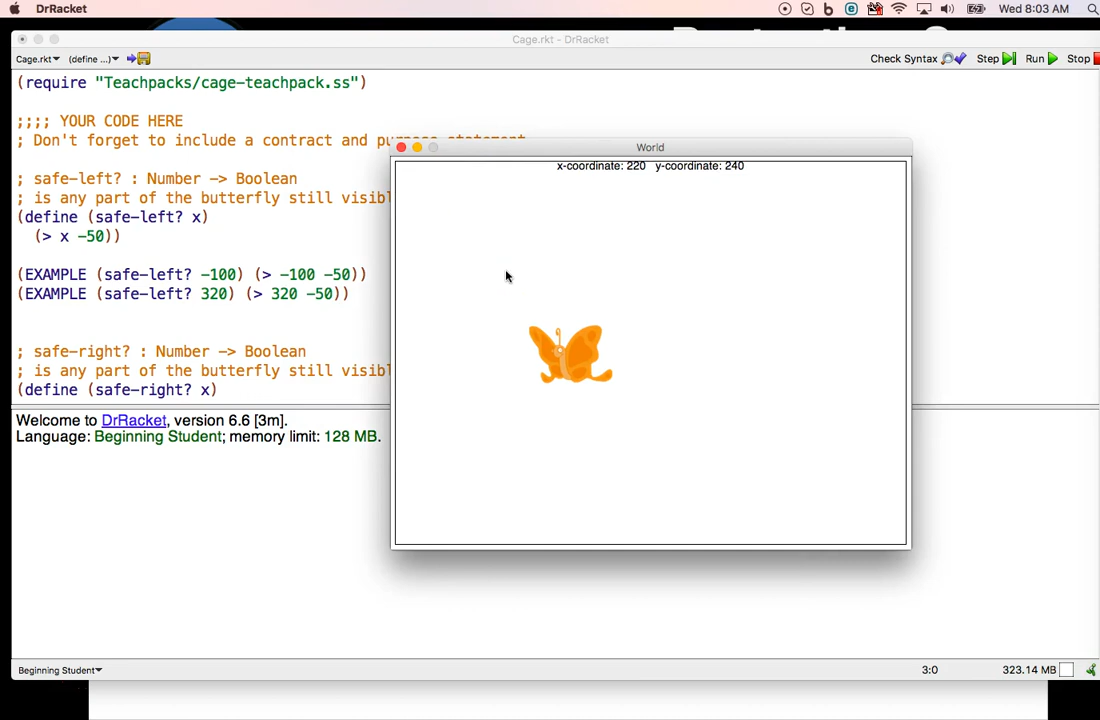 DrRacket
Wed 8:03 AM
Cage.rkt - DrRacket
Cage.rkt (define ...) Check Syntax Step Run Stop
(require "Teachpacks/cage-teachpack.ss")
;;;; YOUR CODE HERE
; Don't forget to include a contract and purpose statement
; safe-left? : Number -> Boolean
; is any part of the butterfly still visibl
(define (safe-left? x)
(> x -50))
(EXAMPLE (safe-left? -100) (> -100 -50))
(EXAMPLE (safe-left? 320) (> 320 -50))
; safe-right? : Number -> Boolean
; is any part of the butterfly still visibl
(define (safe-right? x)
World
x-coordinate: 220 y-coordinate: 240
Welcome to DrRacket, version 6.6 [3m].
Language: Beginning Student; memory limit: 128 MB.
Beginning Student 3:0 323.14 MB